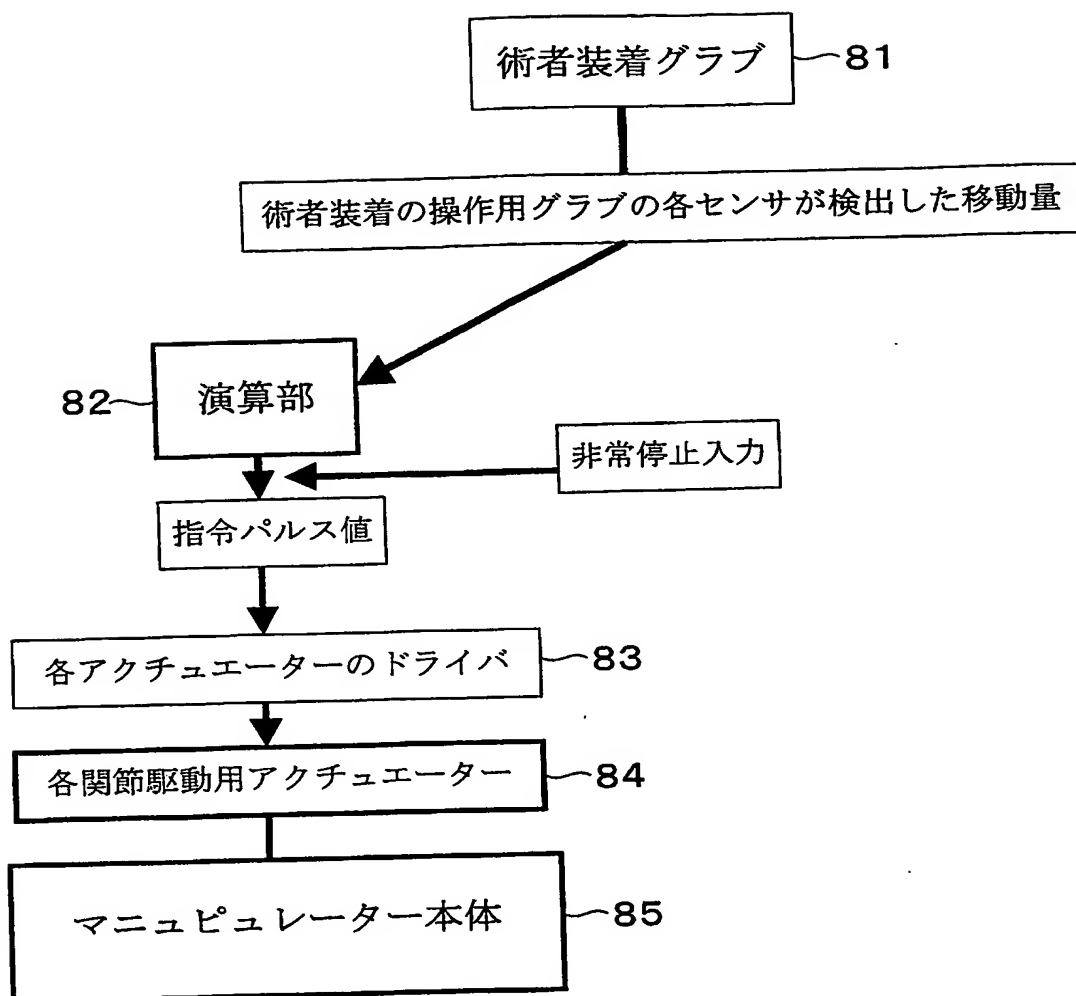 術者装着グラブ 81
術者装着の操作用グラブの各センサが検出した移動量
82 演算部
非常停止入力
指令パルス値
各アクチュエーターのドライバ 83
各関節駆動用アクチュエーター 84
マニュピュレーター本体 85